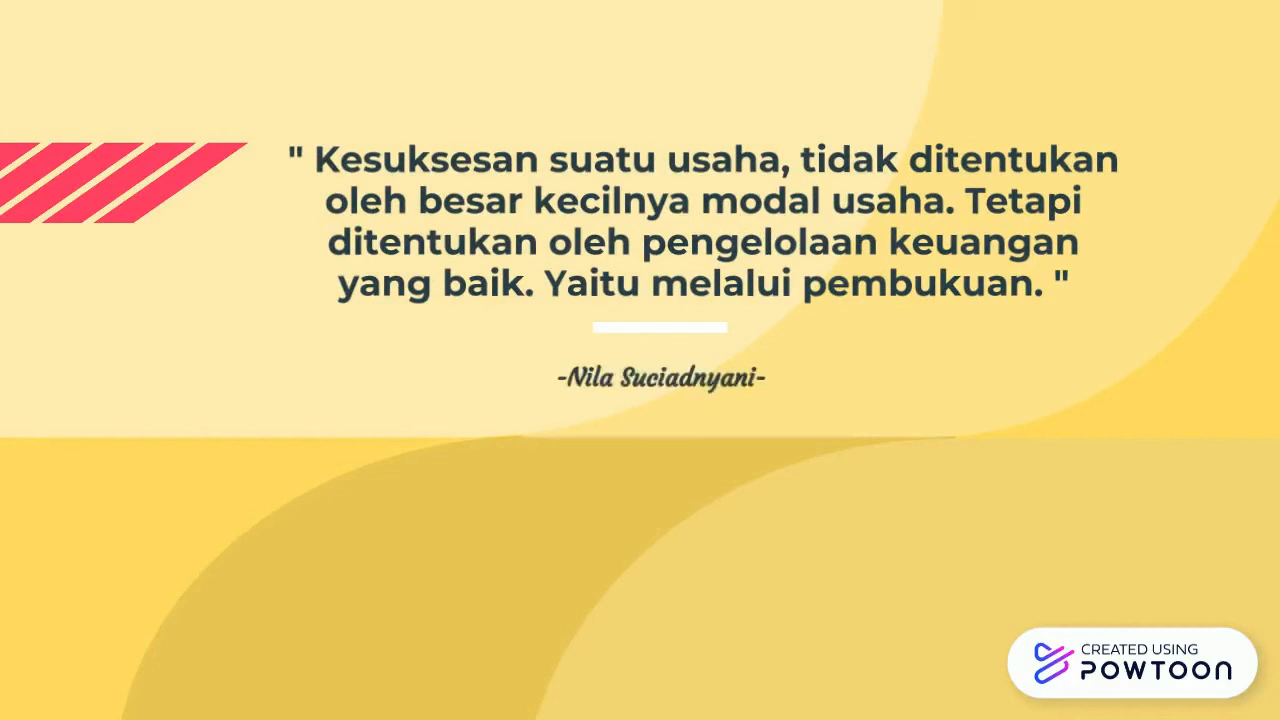 " Kesuksesan suatu usaha, tidak ditentukan
oleh besar kecilnya modal usaha. Tetapi
ditentukan oleh pengelolaan keuangan
yang baik. Yaitu melalui pembukuan. "
-Nila Suciadnyani-
CREATED USING
POWTOON